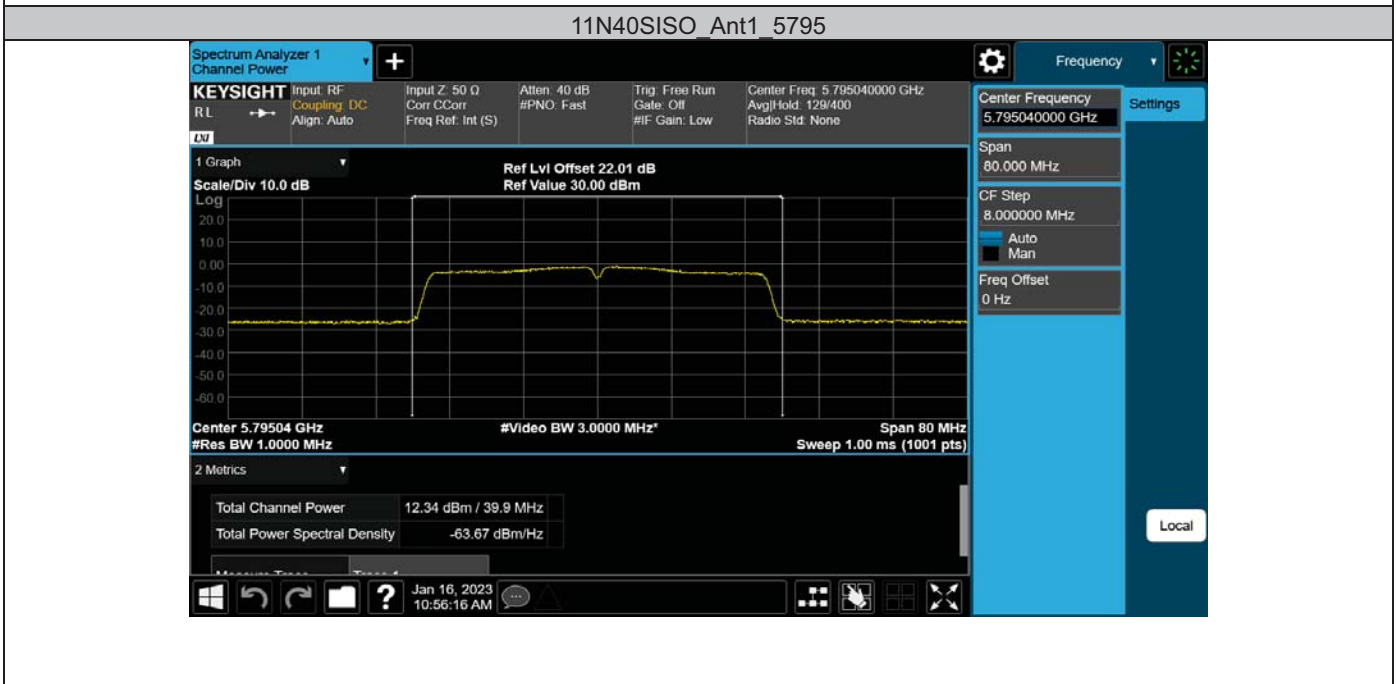 11N40SISO_Ant1_5795
Spectrum Analyzer 1
Channel Power
Frequency
KEYSIGHT
R L
LXI
Input: RF
Coupling: DC
Align: Auto
Input Z: 50 Ω
Corr CCorr
Freq Ref: Int (S)
Atten: 40 dB
#PNO: Fast
Trig: Free Run
Gate: Off
#IF Gain: Low
Center Freq: 5.795040000 GHz
Avg|Hold: 129/400
Radio Std: None
Center Frequency
5.795040000 GHz
Settings
Span
80.000 MHz
CF Step
8.000000 MHz
Auto
Man
Freq Offset
0 Hz
1 Graph
Scale/Div 10.0 dB
Ref Lvl Offset 22.01 dB
Ref Value 30.00 dBm
Log
20.0
10.0
0.00
-10.0
-20.0
-30.0
-40.0
-50.0
-60.0
Center 5.79504 GHz
#Res BW 1.0000 MHz
#Video BW 3.0000 MHz*
Span 80 MHz
Sweep 1.00 ms (1001 pts)
2 Metrics
Total Channel Power 12.34 dBm / 39.9 MHz
Total Power Spectral Density -63.67 dBm/Hz
Local
?
Jan 16, 2023
10:56:16 AM